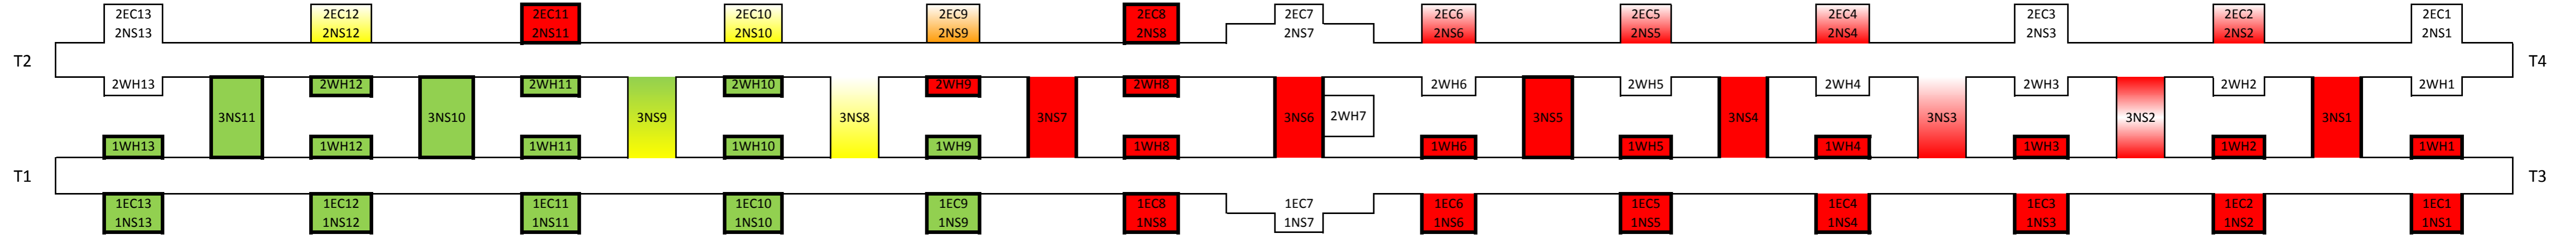 2EC13 2EC12 2EC11 2EC10 2EC9 2EC8 2EC7 2EC6 2EC5 2EC4 2EC3 2EC2 2EC1
2NS13 2NS12 2NS11 2NS10 2NS9 2NS8 2NS7 2NS6 2NS5 2NS4 2NS3 2NS2 2NS1
T2 T4
2WH13 2WH12 2WH11 2WH10 2WH9 2WH8 2WH6 2WH5 2WH4 2WH3 2WH2 2WH1
3NS11 3NS10 3NS9 3NS8 3NS7 3NS6 2WH7 3NS5 3NS4 3NS3 3NS2 3NS1
1WH13 1WH12 1WH11 1WH10 1WH9 1WH8 1WH6 1WH5 1WH4 1WH3 1WH2 1WH1
T1 T3
1EC13 1EC12 1EC11 1EC10 1EC9 1EC8 1EC7 1EC6 1EC5 1EC4 1EC3 1EC2 1EC1
1NS13 1NS12 1NS11 1NS10 1NS9 1NS8 1NS7 1NS6 1NS5 1NS4 1NS3 1NS2 1NS1